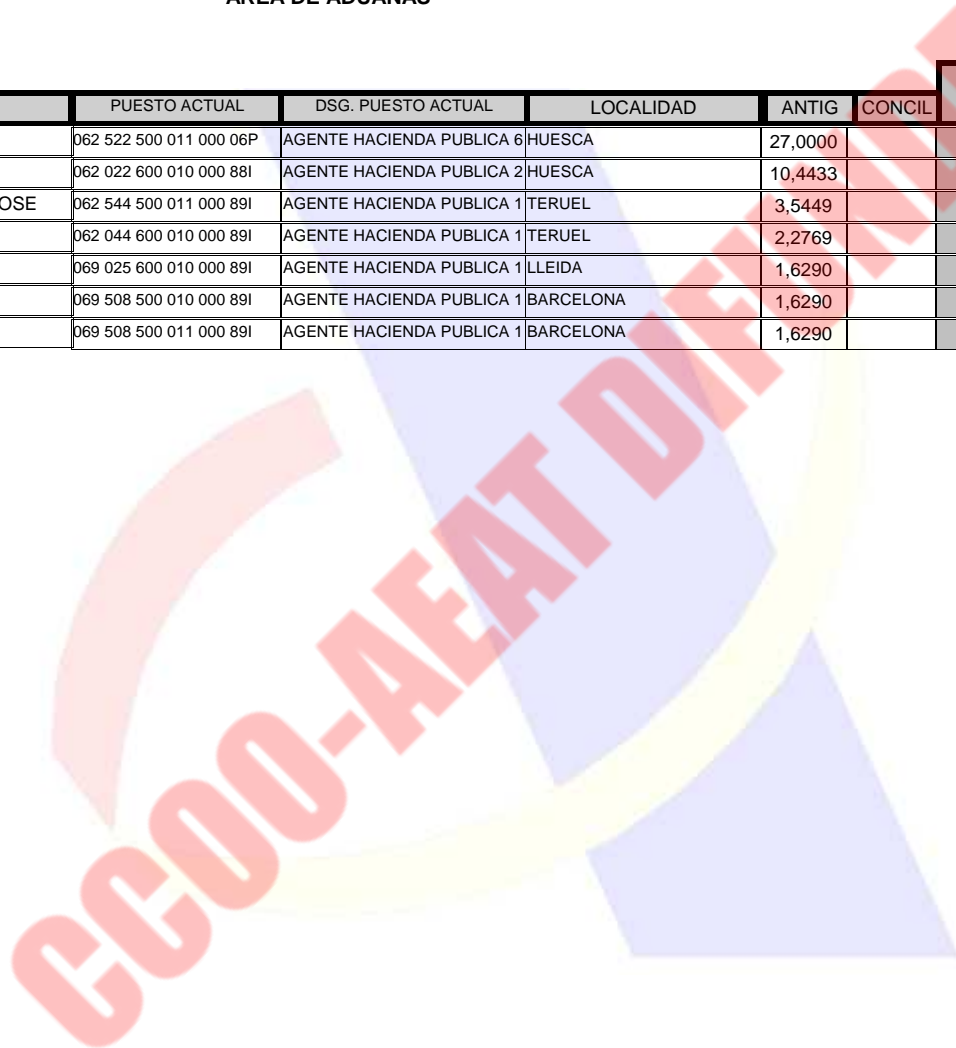 ÁREA DE ADUANAS
PUESTO ACTUAL DSG. PUESTO ACTUAL LOCALIDAD ANTIG CONCIL
062 522 500 011 000 06P AGENTE HACIENDA PUBLICA 6 HUESCA 27,0000
062 022 600 010 000 88I AGENTE HACIENDA PUBLICA 2 HUESCA 10,4433
OSE 062 544 500 011 000 89I AGENTE HACIENDA PUBLICA 1 TERUEL 3,5449
062 044 600 010 000 89I AGENTE HACIENDA PUBLICA 1 TERUEL 2,2769
069 025 600 010 000 89I AGENTE HACIENDA PUBLICA 1 LLEIDA 1,6290
069 508 500 010 000 89I AGENTE HACIENDA PUBLICA 1 BARCELONA 1,6290
069 508 500 011 000 89I AGENTE HACIENDA PUBLICA 1 BARCELONA 1,6290
CCOO-AEAT DIFUND